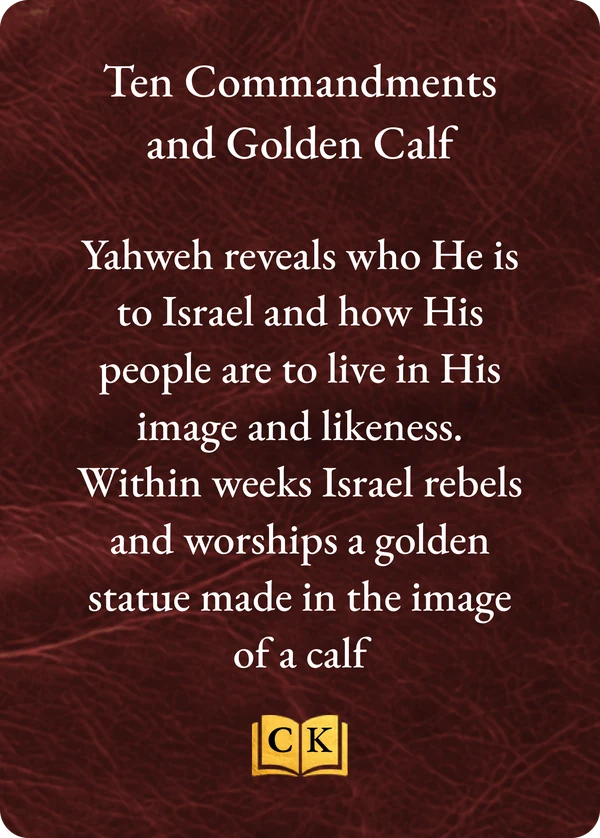 Ten Commandments
and Golden Calf
Yahweh reveals who He is
to Israel and how His
people are to live in His
image and likeness.
Within weeks Israel rebels
and worships a golden
statue made in the image
of a calf
C K